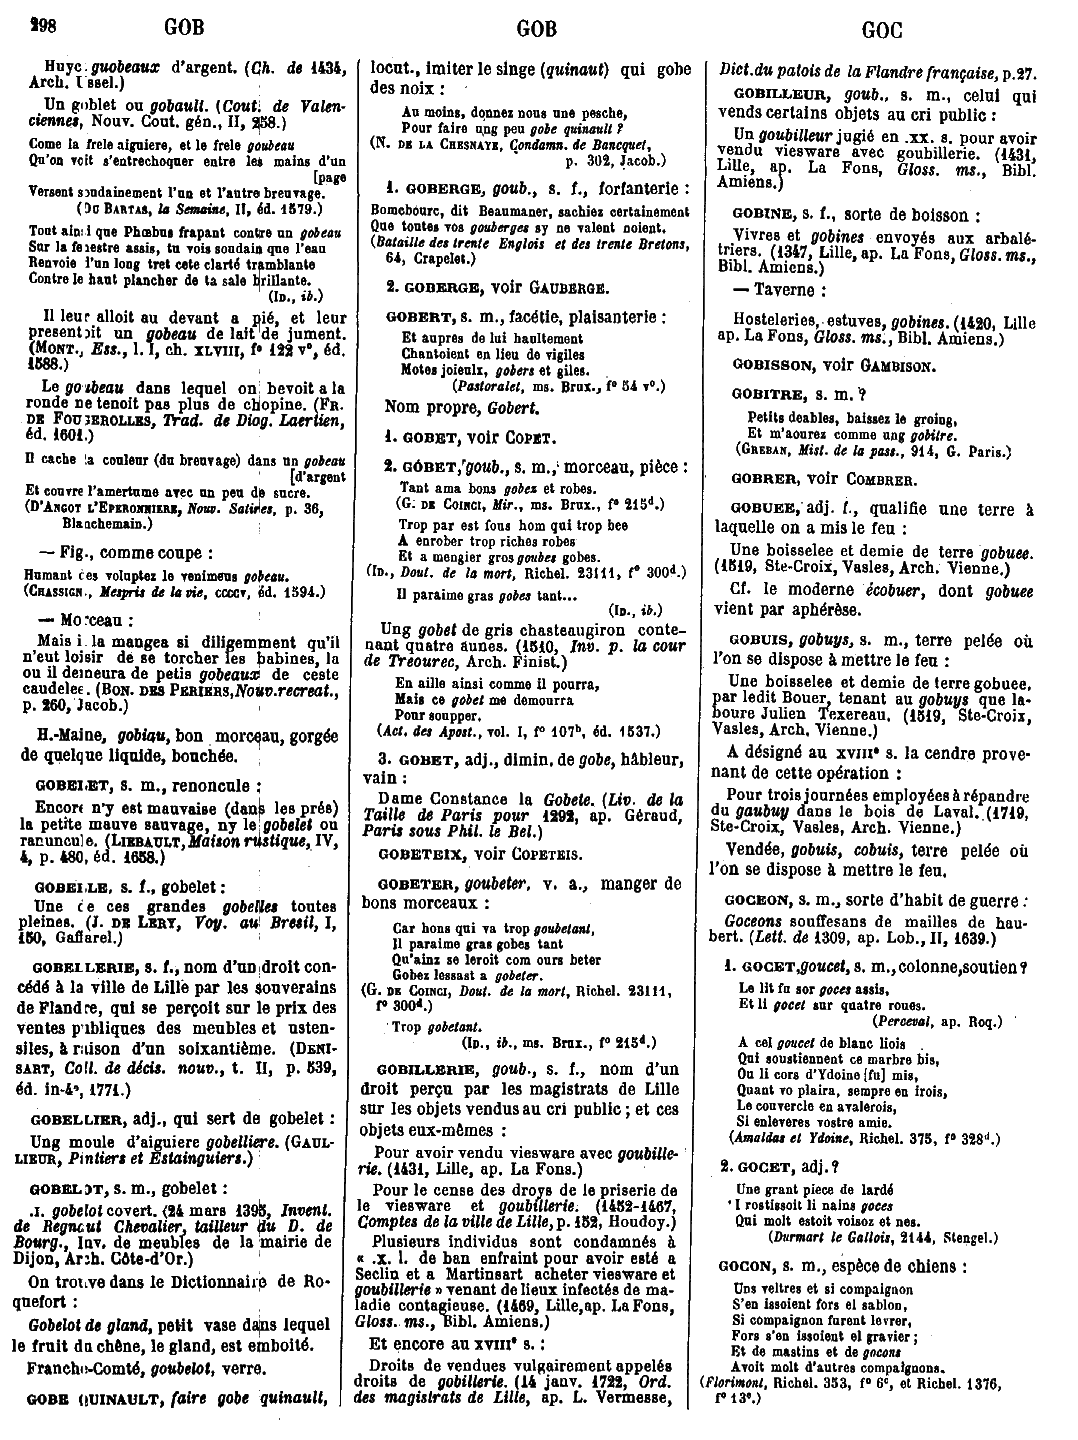 298 GOB GOB GOC
Huyc. guobeaux d'argent. (Ch. de 1434,
Arch. Ussel.)
Un goblet ou gobault. (Cout. de Valen-
ciennes, Nouv. Cout. gén., II, 258.)
Come la frele aiguiere, et le frele goubeau
Qu'on voit s'entrechoquer entre les mains d'un
[page
Versent soudainement l'un et l'autre breuvage.
(DU BARTAS, la Semaine, II, éd. 1579.)
Tout ainsi que Phœbus frapant contre un gobeau
Sur la fenestre assis, tu vois soudain que l'eau
Renvoie l'un long tret cete clarté tramblante
Contre le haut plancher de ta sale brillante.
(ID., ib.)
Il leur alloit au devant a pié, et leur
presentoit un gobeau de lait de jument.
(MONT., Ess., l. I, ch. XLVIII, f° 122 v°, éd.
1588.)
Le goubeau dans lequel on bevoit a la
ronde ne tenoit pas plus de chopine. (FR.
DE FOUGEROLLES, Trad. de Diog. Laertien,
éd. 1601.)
Il cache la couleur (du breuvage) dans un gobeau
[d'argent
Et couvre l'amertume avec un peu de sucre.
(D'ANGOT L'EPERONNIERE, Nouv. Satires, p. 36,
Blanchemain.)
— Fig., comme coupe :
Humant ces voluptez le venimeus gobeau.
(CHASSIGN., Mespris de la vie, CCCCV, éd. 1594.)
— Morceau :
Mais il la mangea si diligemment qu'il
n'eut loisir de se torcher les babines, la
ou il demeura de petis gobeaux de ceste
caudelee. (BON. DES PERIERS, Nouv. recreat.,
p. 260, Jacob.)
H.-Maine, gobiau, bon morceau, gorgée
de quelque liquide, bouchée.
GOBELET, s. m., renoncule :
Encore n'y est mauvaise (dans les prés)
la petite mauve sauvage, ny le gobelet ou
ranuncule. (LIEBAULT, Maison rustique, IV,
4, p. 480, éd. 1658.)
GOBELLE, s. f., gobelet :
Une de ces grandes gobelles toutes
pleines. (J. DE LERY, Voy. au Bresil, I,
150, Gaffarel.)
GOBELLERIE, s. f., nom d'un droit con-
cédé à la ville de Lille par les souverains
de Flandre, qui se perçoit sur le prix des
ventes publiques des meubles et usten-
siles, à raison d'un soixantième. (DENI-
SART, Coll. de décis. nouv., t. II, p. 539,
éd. in-4°, 1771.)
GOBELLIER, adj., qui sert de gobelet :
Ung moule d'aiguiere gobelliere. (GAUL-
LIEUR, Pintiers et Estainguiers.)
GOBELOT, s. m., gobelet :
.I. gobelot covert. (24 mars 1395, Invent.
de Regnaut Chevalier, tailleur du D. de
Bourg., Inv. de meubles de la mairie de
Dijon, Arch. Côte-d'Or.)
On trouve dans le Dictionnaire de Ro-
quefort :
Gobelot de gland, petit vase dans lequel
le fruit du chêne, le gland, est emboité.
Franche-Comté, goubelot, verre.
GOBE QUINAULT, faire gobe quinault,
locut., imiter le singe (quinaut) qui gobe
des noix :
Au moins, donnez nous une pesche,
Pour faire ung peu gobe quinault ?
(N. DE LA CHESNAYE, Condamn. de Bancquet,
p. 302, Jacob.)
1. GOBERGE, goub., s. f., forfanterie :
Bomebourc, dit Beaumaner, sachiez certainement
Que toutes vos gouberges sy ne valent noient.
(Bataille des trente Englois et des trente Bretons,
64, Crapelet.)
2. GOBERGE, voir GAUBERGE.
GOBERT, s. m., facétie, plaisanterie :
Et aupres de lui haultement
Chantoient en lieu de vigiles
Motes joieulx, gobers et giles.
(Pastoralet, ms. Brux., f° 54 v°.)
Nom propre, Gobert.
1. GOBET, voir COPET.
2. GOBET, goub., s. m., morceau, pièce :
Tant ama bons gobez et robes.
(G. DE COINCI, Mir., ms. Brux., f° 215d.)
Trop par est fous hom qui trop bee
A enrober trop riches robes
Et a mengier gros goubes gobes.
(ID., Dout. de la mort, Richel. 23111, f° 300d.)
Il paraime gras gobes tant...
(ID., ib.)
Ung gobet de gris chasteaugiron conte-
nant quatre aunes. (1510, Inv. p. la cour
de Treourec, Arch. Finist.)
En aille ainsi comme il pourra,
Mais ce gobet me demourra
Pour soupper.
(Act. des Apost., vol. I, f° 107b, éd. 1537.)
3. GOBET, adj., dimin. de gobe, hâbleur,
vain :
Dame Constance la Gobete. (Liv. de la
Taille de Paris pour 1292, ap. Géraud,
Paris sous Phil. le Bel.)
GOBETEIX, voir COPETEIS.
GOBETER, goubeter, v. a., manger de
bons morceaux :
Car hons qui va trop goubetant,
Il paraime gras gobes tant
Qu'ainz se leroit com ours beter
Gobez lessast a gobeter.
(G. DE COINCI, Dout. de la mort, Richel. 23111,
f° 300d.)
Trop gobetant.
(ID., ib., ms. Brux., f° 215d.)
GOBILLERIE, goub., s. f., nom d'un
droit perçu par les magistrats de Lille
sur les objets vendus au cri public ; et ces
objets eux-mêmes :
Pour avoir vendu viesware avec goubille-
rie. (1431, Lille, ap. La Fons.)
Pour le cense des droys de le priserie de
le viesware et goubillerie. (1452-1467,
Comptes de la ville de Lille, p. 152, Houdoy.)
Plusieurs individus sont condamnés à
« .X. l. de ban enfraint pour avoir esté a
Seclin et a Martinsart acheter viesware et
goubillerie » venant de lieux infectés de ma-
ladie contagieuse. (1469, Lille, ap. La Fons,
Gloss. ms., Bibl. Amiens.)
Et encore au XVIIIe s. :
Droits de vendues vulgairement appelés
droits de gobillerie. (14 janv. 1722, Ord.
des magistrats de Lille, ap. L. Vermesse,
Dict. du patois de la Flandre française, p. 27.
GOBILLEUR, goub., s. m., celui qui
vends certains objets au cri public :
Un goubilleur jugié en .XX. s. pour avoir
vendu viesware avec goubillerie. (1431,
Lille, ap. La Fons, Gloss. ms., Bibl.
Amiens.)
GOBINE, s. f., sorte de boisson :
Vivres et gobines envoyés aux arbalé-
triers. (1347, Lille, ap. La Fons, Gloss. ms.,
Bibl. Amiens.)
— Taverne :
Hosteleries, estuves, gobines. (1420, Lille
ap. La Fons, Gloss. ms., Bibl. Amiens.)
GOBISSON, voir GAMBISON.
GOBITRE, s. m. ?
Petits deables, baissez le groing,
Et m'aourez comme ung gobitre.
(GREBAN, Mist. de la pass., 914, G. Paris.)
GOBRER, voir COMBRER.
GOBUEE, adj. f., qualifie une terre à
laquelle on a mis le feu :
Une boisselee et demie de terre gobuee.
(1519, Ste-Croix, Vasles, Arch. Vienne.)
Cf. le moderne écobuer, dont gobuee
vient par aphérèse.
GOBUIS, gobuys, s. m., terre pelée où
l'on se dispose à mettre le feu :
Une boisselee et demie de terre gobuee,
par ledit Bouer, tenant au gobuys que la-
boure Julien Texereau. (1519, Ste-Croix,
Vasles, Arch. Vienne.)
A désigné au XVIIIe s. la cendre prove-
nant de cette opération :
Pour trois journées employées à répandre
du gaubuy dans le bois de Laval. (1719,
Ste-Croix, Vasles, Arch. Vienne.)
Vendée, gobuis, cobuis, terre pelée où
l'on se dispose à mettre le feu.
GOCEON, s. m., sorte d'habit de guerre :
Goceons souffesans de mailles de hau-
bert. (Lett. de 1309, ap. Lob., II, 1639.)
1. GOCET, goucet, s. m., colonne, soutien ?
Le lit fu sor goces assis,
Et li gocet sur quatre roues.
(Perceval, ap. Roq.)
A cel goucet de blanc liois
Qui soustiennent ce marbre bis,
Ou li cors d'Ydoine [fu] mis,
Quant vo plaira, sempre en irois,
Le couvercle en avalerois,
Si enleveres vostre amie.
(Amaldas et Ydoine, Richel. 375, f° 328d.)
2. GOCET, adj. ?
Une grant piece de lardé
I rostissoit li nains goces
Qui molt estoit voisoz et nes.
(Durmart le Gallois, 2144, Stengel.)
GOCON, s. m., espèce de chiens :
Uns veltres et si compaignon
S'en issoient fors el sablon,
Si compaignon furent levrer,
Fors s'en issoient el gravier ;
Et de mastins et de gocons
Avoit molt d'autres compaignons.
(Florimont, Richel. 353, f° 6c, et Richel. 1376,
f° 13e.)